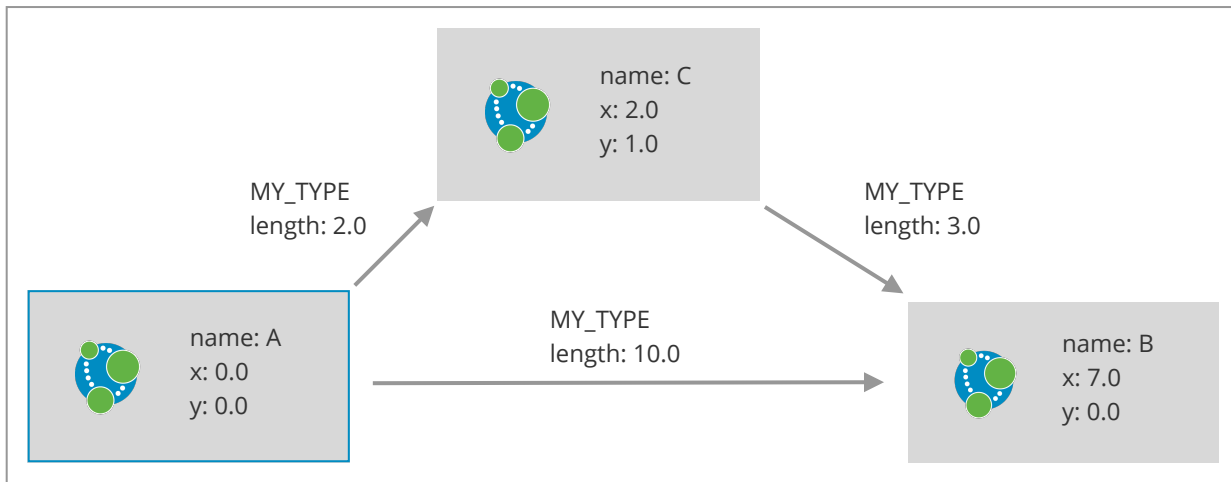 name: C
x: 2.0
y: 1.0
MY_TYPE
length: 2.0
MY_TYPE
length: 3.0
name: A
x: 0.0
y: 0.0
MY_TYPE
length: 10.0
name: B
x: 7.0
y: 0.0